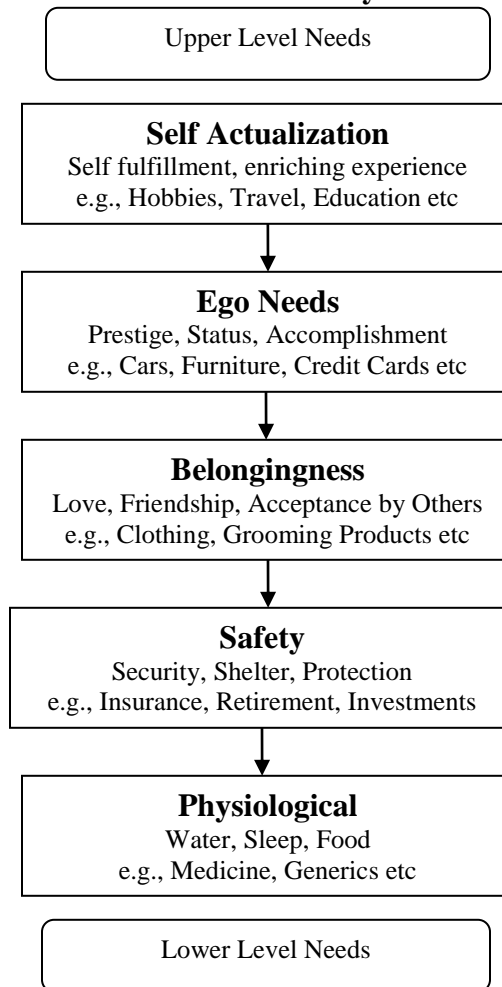 Upper Level Needs
Self Actualization
Self fulfillment, enriching experience
e.g., Hobbies, Travel, Education etc
Ego Needs
Prestige, Status, Accomplishment
e.g., Cars, Furniture, Credit Cards etc
Belongingness
Love, Friendship, Acceptance by Others
e.g., Clothing, Grooming Products etc
Safety
Security, Shelter, Protection
e.g., Insurance, Retirement, Investments
Physiological
Water, Sleep, Food
e.g., Medicine, Generics etc
Lower Level Needs